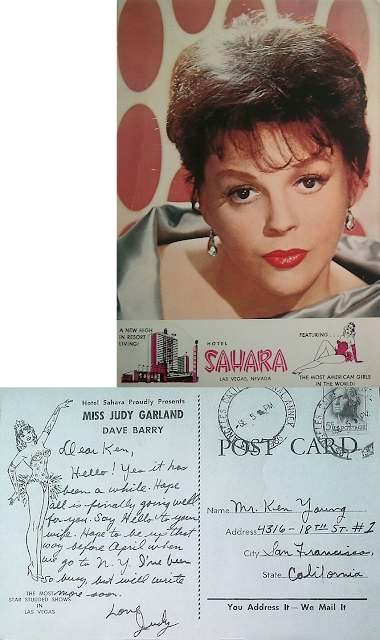 A NEW HIGH
IN RESORT
LIVING!
HOTEL
SAHARA
LAS VEGAS, NEVADA
FEATURING....
THE MOST AMERICAN GIRLS
IN THE WORLD!
Hotel Sahara Proudly Presents
MISS JUDY GARLAND
DAVE BARRY
Dear Ken,
Hello! Yes it has
been a while. Hope
all is finally going well
for you. Say Hello to your
wife. Hope to be up that
way before April when
we go to N.Y. I've been
so busy, but will write
more soon.
Love
Judy
THE MOST
STAR STUDDED SHOWS
IN
LAS VEGAS
POST CARD
Name Mr. Ken Young
Address 4316-18TH ST. #2
City San Francisco,
State California
You Address It—We Mail It